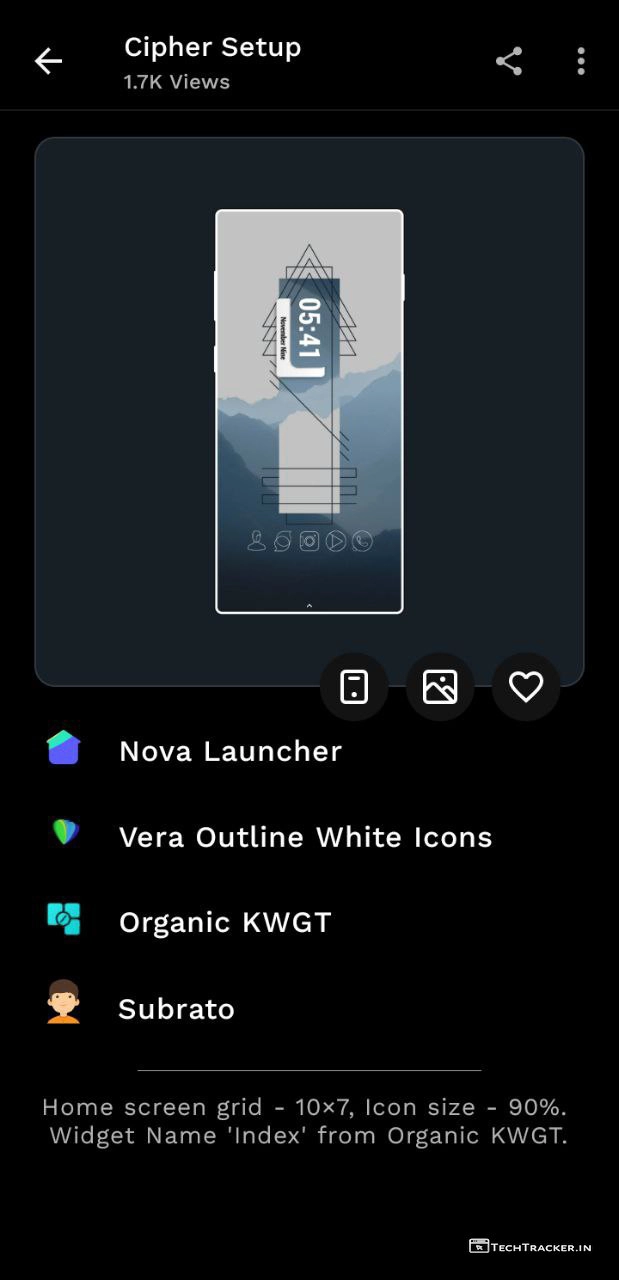 Cipher Setup
1.7K Views
05:41
November Nine
Nova Launcher
Vera Outline White Icons
Organic KWGT
Subrato
Home screen grid - 10×7, Icon size - 90%.
Widget Name 'Index' from Organic KWGT.
TECHTRACKER.IN